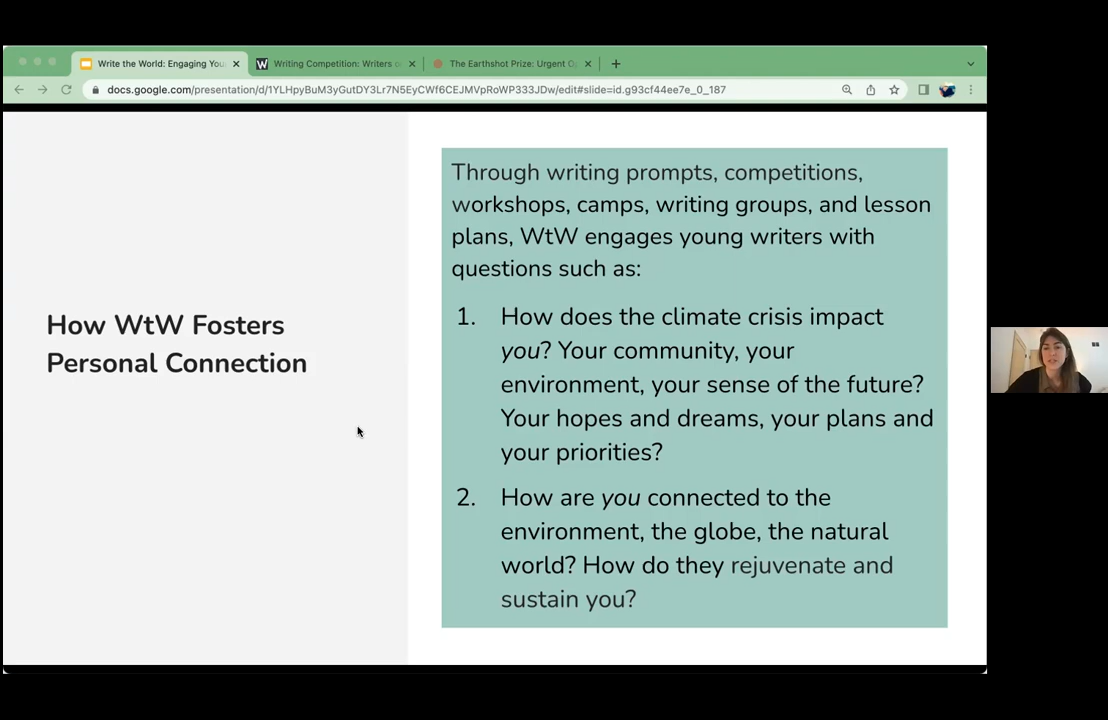 Write the World: Engaging You
Writing Competition: Writers o
The Earthshot Prize: Urgent O
docs.google.com/presentation/d/1YLHpyBuM3yGutDY3Lr7N5EyCWf6CEJMVpRoWP333JDw/edit#slide=id.g93cf44ee7e_0_187
How WtW Fosters
Personal Connection
Through writing prompts, competitions,
workshops, camps, writing groups, and lesson
plans, WtW engages young writers with
questions such as:
1. How does the climate crisis impact
you? Your community, your
environment, your sense of the future?
Your hopes and dreams, your plans and
your priorities?
2. How are you connected to the
environment, the globe, the natural
world? How do they rejuvenate and
sustain you?